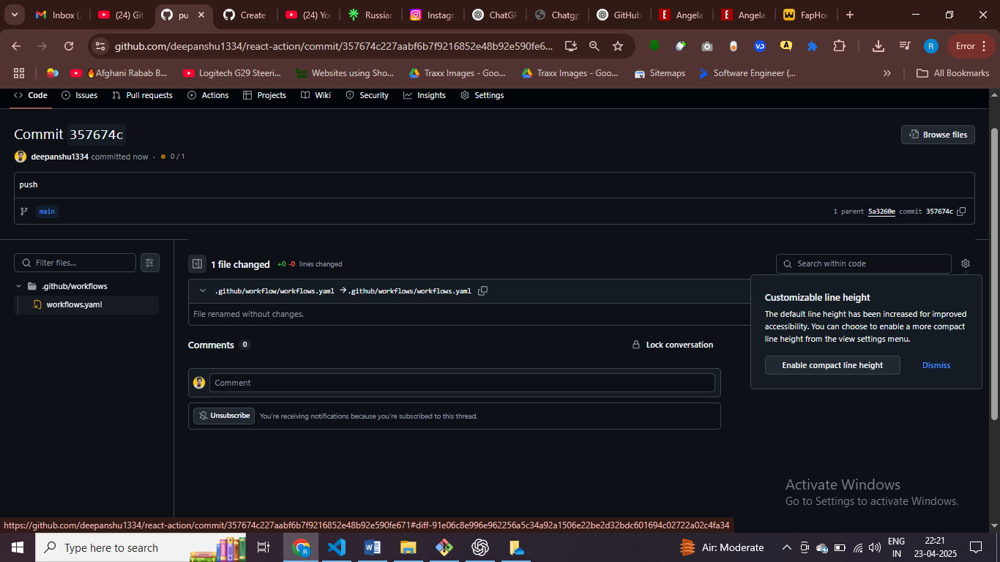 Inbox (2
(24) Git
pu
Create
(24) Yo
Russian
Instagra
ChatGP
Chatgp
GitHub
Angela
Angela
FapHou
github.com/deepanshu1334/react-action/commit/357674c227aabf6b7f9216852e48b92e590fe6...
R
Error
Afghani Rabab B...
Logitech G29 Steeri...
Websites using Sho...
Traxx Images - Goo...
Traxx Images - Goo...
Sitemaps
Software Engineer (...
All Bookmarks
Code
Issues
Pull requests
Actions
Projects
Wiki
Security
Insights
Settings
Commit 357674c
Browse files
deepanshu1334 committed now · 0 / 1
push
main
1 parent 5a3260e commit 357674c
Filter files...
1 file changed +0 -0 lines changed
Search within code
.github/workflows
workflows.yaml
.github/workflow/workflows.yaml → .github/workflows/workflows.yaml
File renamed without changes.
Customizable line height
The default line height has been increased for improved
accessibility. You can choose to enable a more compact
line height from the view settings menu.
Enable compact line height
Dismiss
Comments 0
Lock conversation
Comment
Unsubscribe
You're receiving notifications because you're subscribed to this thread.
Activate Windows
Go to Settings to activate Windows.
https://github.com/deepanshu1334/react-action/commit/357674c227aabf6b7f9216852e48b92e590fe671#diff-91e06c8e996e962256a5c34a92a1506e22be2d32bdc601694c02722a02c4fa34
Type here to search
Air: Moderate
ENG
IN
22:21
23-04-2025